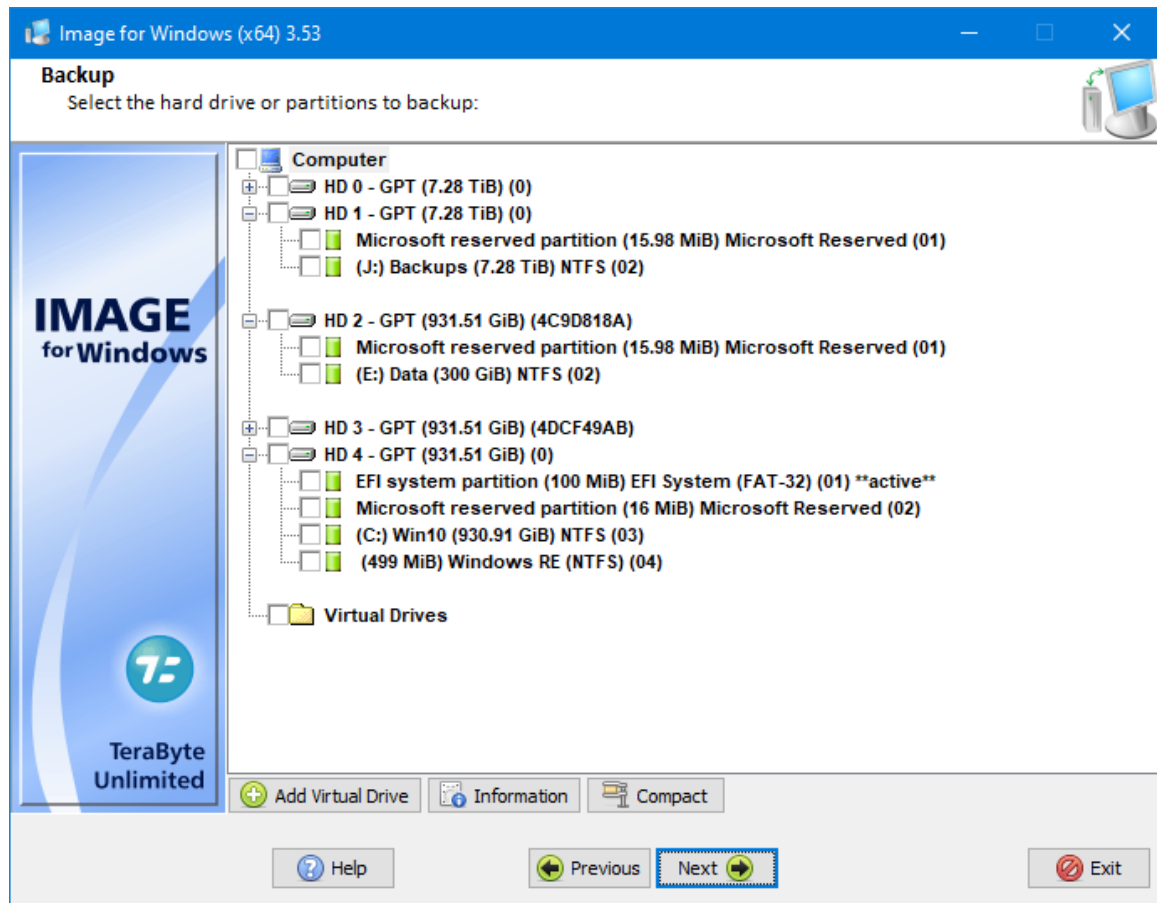 Image for Windows (x64) 3.53
Backup
Select the hard drive or partitions to backup:
Computer
HD 0 - GPT (7.28 TiB) (0)
HD 1 - GPT (7.28 TiB) (0)
Microsoft reserved partition (15.98 MiB) Microsoft Reserved (01)
(J:) Backups (7.28 TiB) NTFS (02)
HD 2 - GPT (931.51 GiB) (4C9D818A)
Microsoft reserved partition (15.98 MiB) Microsoft Reserved (01)
(E:) Data (300 GiB) NTFS (02)
HD 3 - GPT (931.51 GiB) (4DCF49AB)
HD 4 - GPT (931.51 GiB) (0)
EFI system partition (100 MiB) EFI System (FAT-32) (01) **active**
Microsoft reserved partition (16 MiB) Microsoft Reserved (02)
(C:) Win10 (930.91 GiB) NTFS (03)
(499 MiB) Windows RE (NTFS) (04)
Virtual Drives
IMAGE
for Windows
TeraByte
Unlimited
Add Virtual Drive Information Compact
Help Previous Next Exit